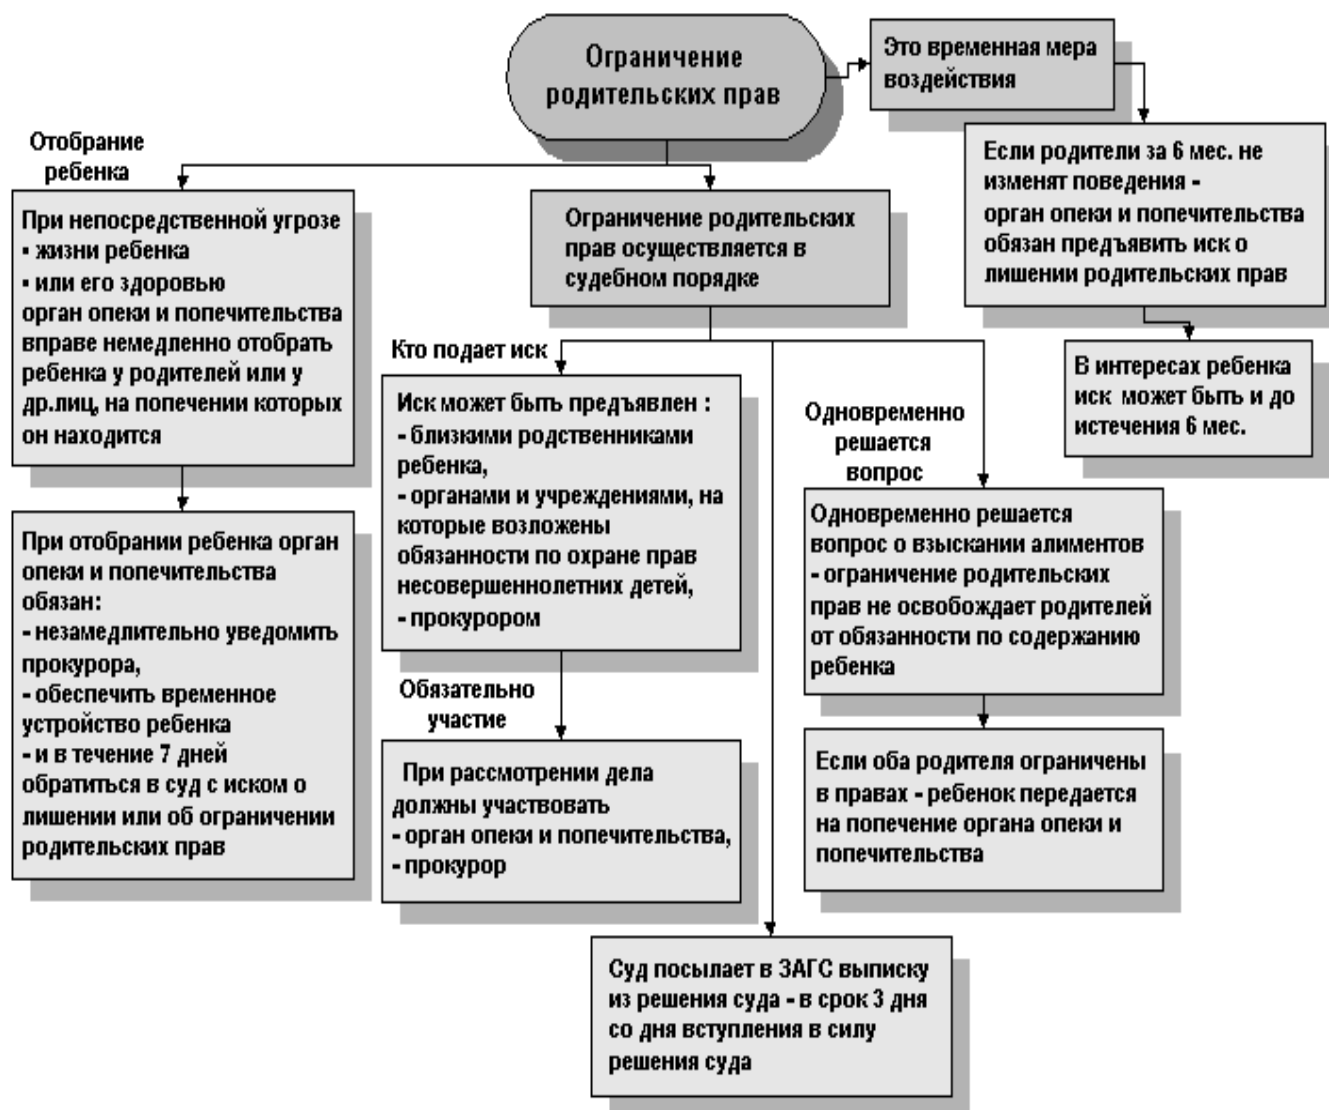 Ограничение
родительских прав
Это временная мера
воздействия
Если родители за 6 мес. не
изменят поведения -
орган опеки и попечительства
обязан предъявить иск о
лишении родительских прав
В интересах ребенка
иск может быть и до
истечения 6 мес.
Отобрание
ребенка
При непосредственной угрозе
- жизни ребенка
- или его здоровью
орган опеки и попечительства
вправе немедленно отобрать
ребенка у родителей или у
др.лиц, на попечении которых
он находится
При отобрании ребенка орган
опеки и попечительства
обязан:
- незамедлительно уведомить
прокурора,
- обеспечить временное
устройство ребенка
- и в течение 7 дней
обратиться в суд с иском о
лишении или об ограничении
родительских прав
Ограничение родительских
прав осуществляется в
судебном порядке
Кто подает иск
Иск может быть предъявлен :
- близкими родственниками
ребенка,
- органами и учреждениями, на
которые возложены
обязанности по охране прав
несовершеннолетних детей,
- прокурором
Обязательно
участие
При рассмотрении дела
должны участвовать
- орган опеки и попечительства,
- прокурор
Одновременно
решается
вопрос
Одновременно решается
вопрос о взыскании алиментов
- ограничение родительских
прав не освобождает родителей
от обязанности по содержанию
ребенка
Если оба родителя ограничены
в правах - ребенок передается
на попечение органа опеки и
попечительства
Суд посылает в ЗАГС выписку
из решения суда - в срок 3 дня
со дня вступления в силу
решения суда